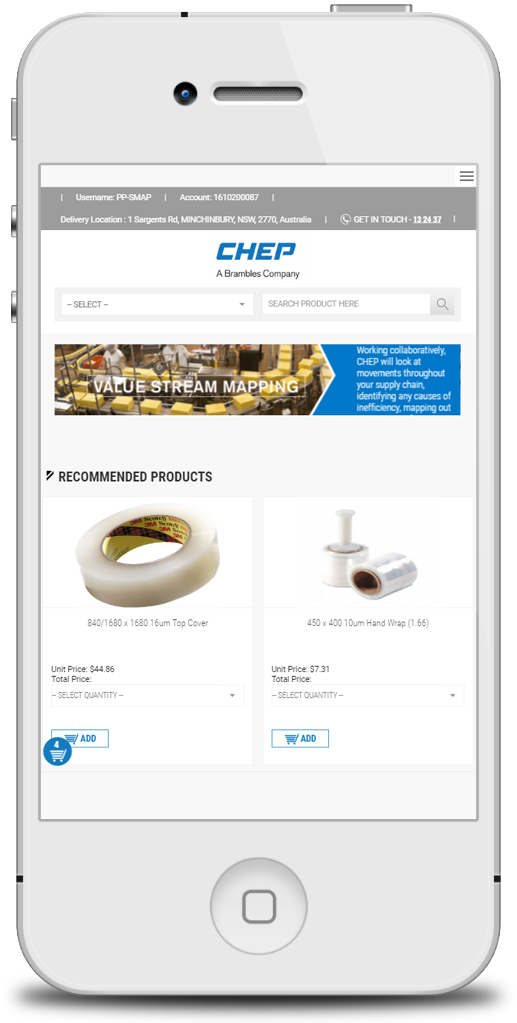 | Username: PP-SMAP | Account: 1610200087 |
Delivery Location : 1 Sargents Rd, MINCHINBURY, NSW, 2770, Australia | GET IN TOUCH - 13 24 37 |
CHEP
A Brambles Company
-- SELECT --
SEARCH PRODUCT HERE
VALUE STREAM MAPPING
Working collaboratively,
CHEP will look at
movements throughout
your supply chain,
identifying any causes of
inefficiency, mapping out
RECOMMENDED PRODUCTS
Scotch
3M
840/1680 x 1680 16um Top Cover
Unit Price: $44.86
Total Price:
-- SELECT QUANTITY --
ADD
4
450 x 400 10um Hand Wrap (1.66)
Unit Price: $7.31
Total Price:
-- SELECT QUANTITY --
ADD